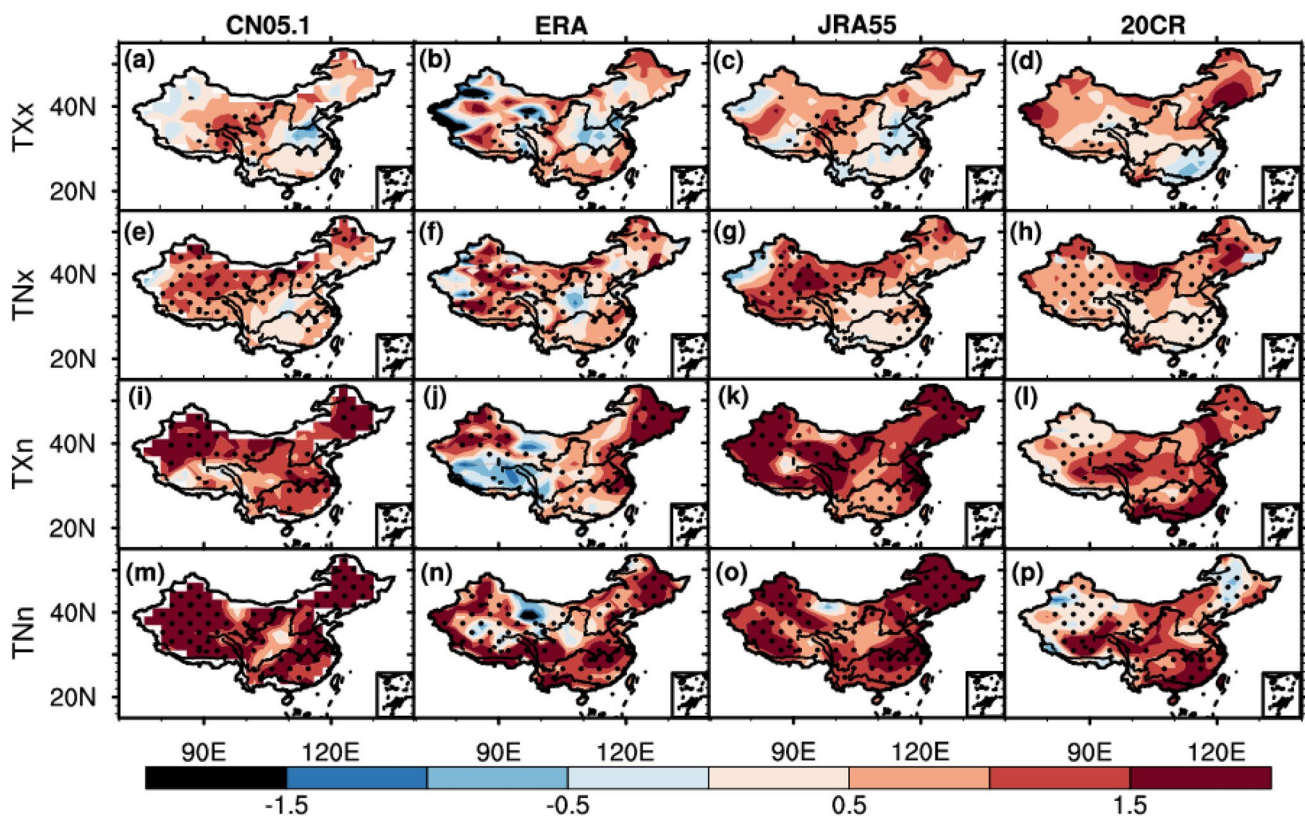 CN05.1 ERA JRA55 20CR
(a) (b) (c) (d)
TXx
40N
20N
(e) (f) (g) (h)
TNx
40N
20N
(i) (j) (k) (l)
TXn
40N
20N
(m) (n) (o) (p)
TNn
40N
20N
90E 120E 90E 120E 90E 120E 90E 120E
-1.5 -0.5 0.5 1.5